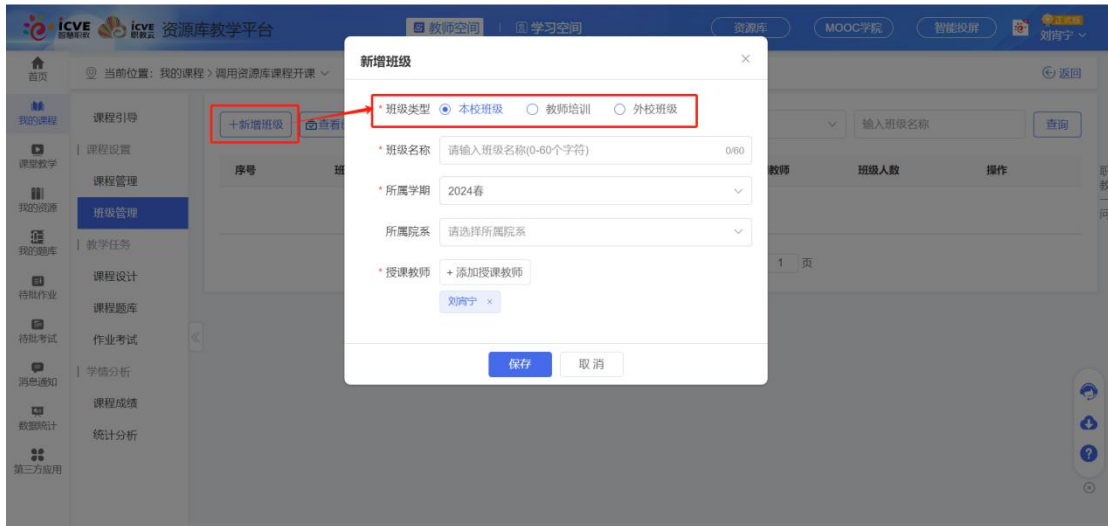 icve 智慧职教 icve 职教云 资源库教学平台 教师空间 学习空间 资源库 MOOC学院 智能投屏 正式版 刘宵宁
首页 当前位置: 我的课程 > 调用资源库课程开课 返回
新增班级 ×
我的课程
课堂教学
我的资源
我的题库
待批作业
待批考试
消息通知
数据统计
第三方应用
课程引导
课程设置
课程管理
班级管理
教学任务
课程设计
课程题库
作业考试
学情分析
课程成绩
统计分析
+新增班级 查看 输入班级名称 查询
序号 班 教师 班级人数 操作
1 页
* 班级类型 本校班级 教师培训 外校班级
* 班级名称 请输入班级名称(0-60个字符) 0/60
* 所属学期 2024春
所属院系 请选择所属院系
* 授课教师 + 添加授课教师
刘宵宁 ×
保存 取消